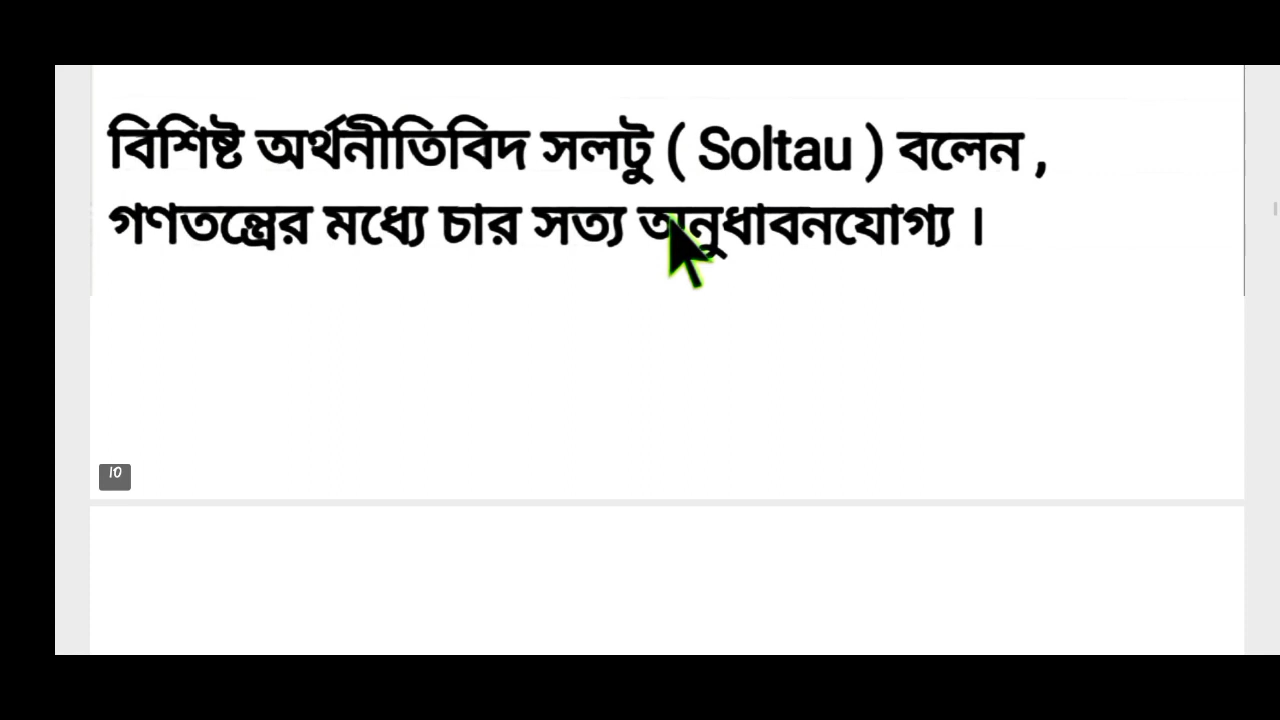 বিশিষ্ট অর্থনীতিবিদ সলটু ( Soltau ) বলেন ,
গণতন্ত্রের মধ্যে চার সত্য অনুধাবনযোগ্য ।
10